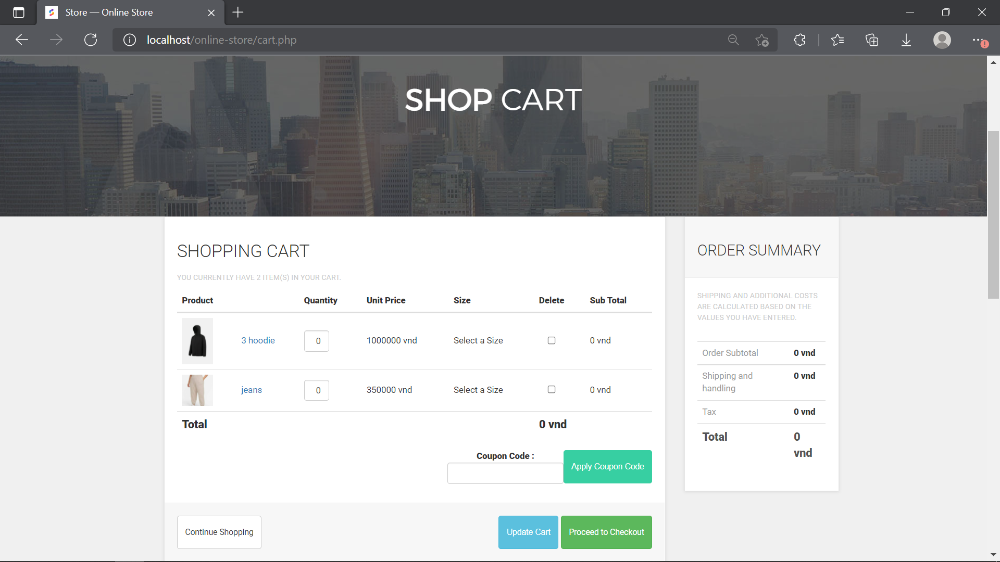 Store — Online Store
localhost/online-store/cart.php
SHOP CART
SHOPPING CART
YOU CURRENTLY HAVE 2 ITEM(S) IN YOUR CART.
Product Quantity Unit Price Size Delete Sub Total
3 hoodie 0 1000000 vnd Select a Size 0 vnd
jeans 0 350000 vnd Select a Size 0 vnd
Total 0 vnd
Coupon Code :
Apply Coupon Code
Continue Shopping Update Cart Proceed to Checkout
ORDER SUMMARY
SHIPPING AND ADDITIONAL COSTS
ARE CALCULATED BASED ON THE
VALUES YOU HAVE ENTERED.
Order Subtotal 0 vnd
Shipping and 0 vnd
handling
Tax 0 vnd
Total 0
vnd